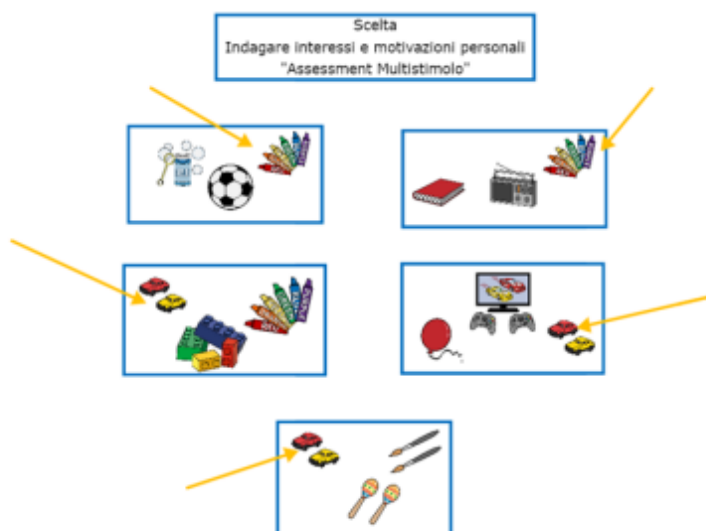 Scelta
Indagare interessi e motivazioni personali
"Assessment Multistimolo"